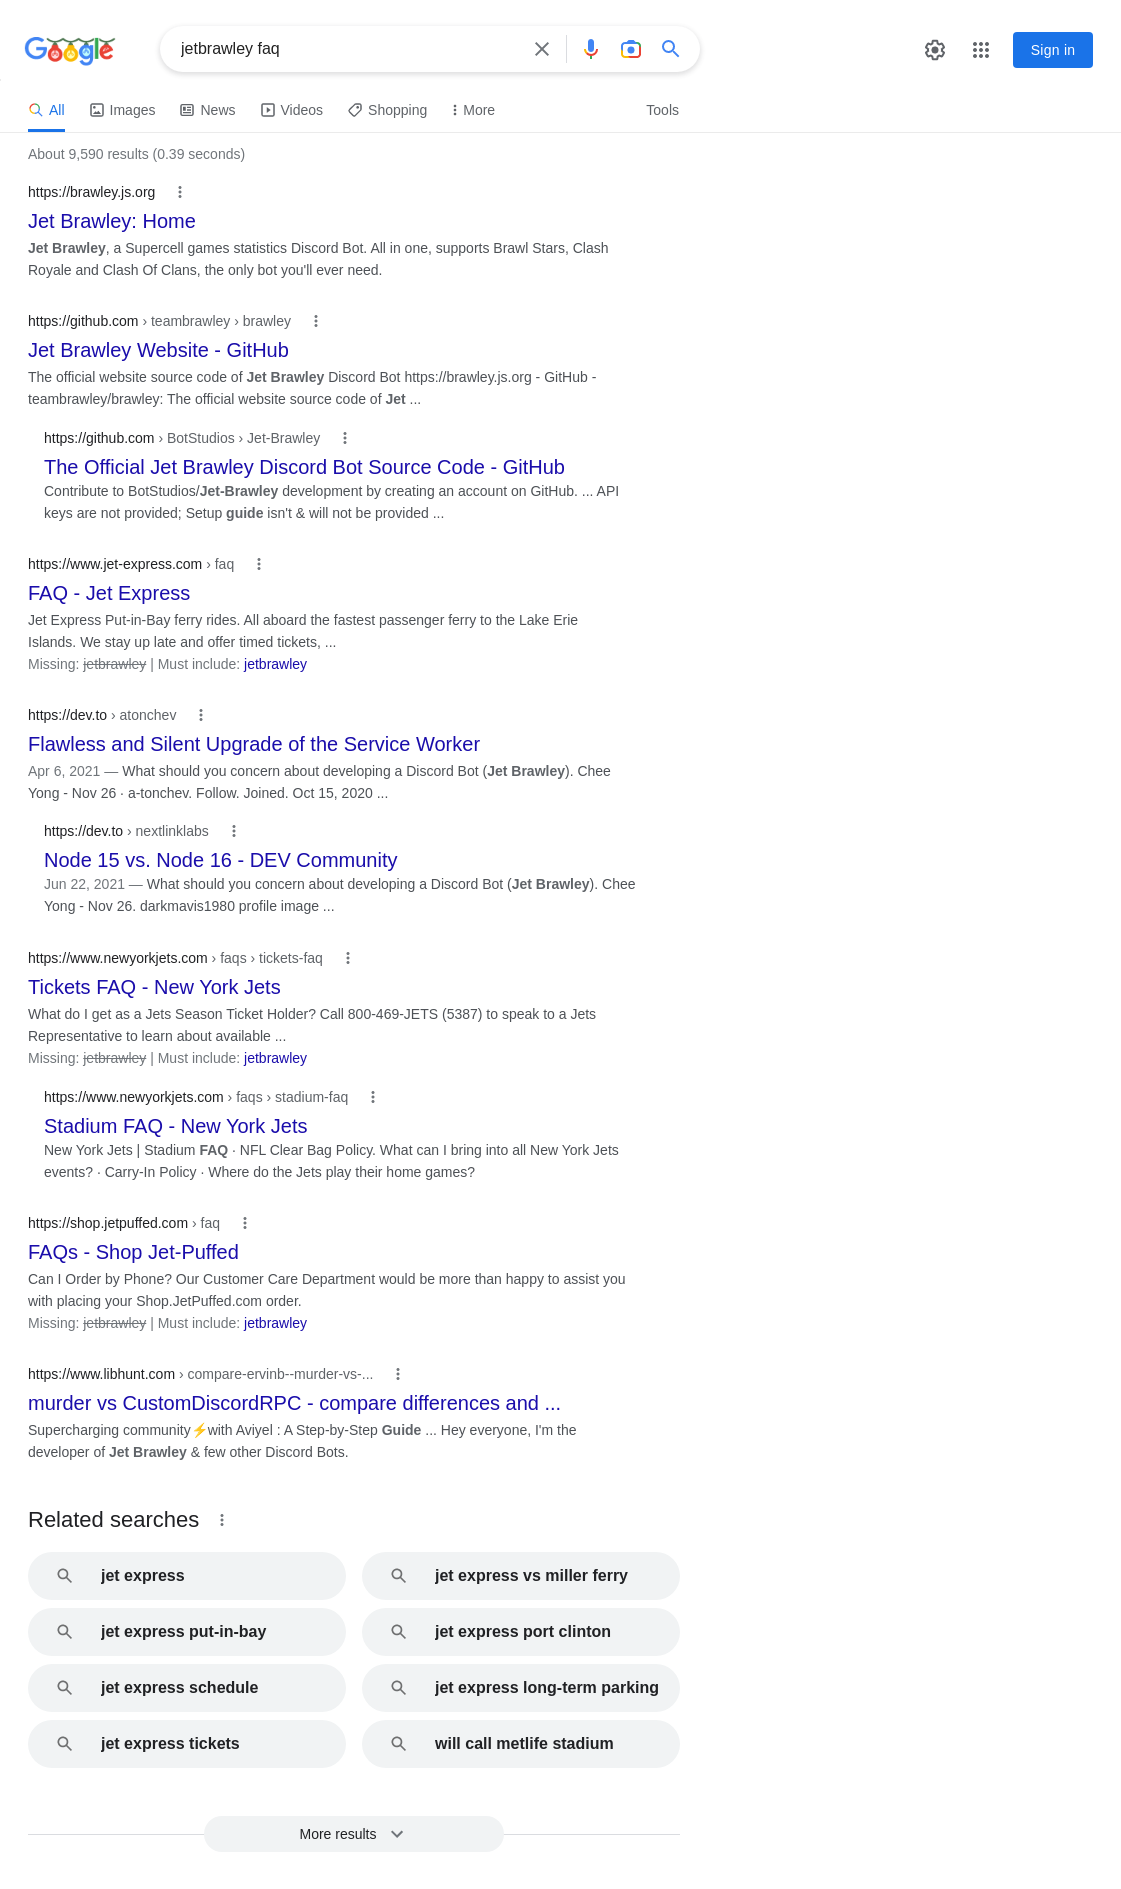 Google
jetbrawley faq
Sign in
All Images News Videos Shopping More Tools
About 9,590 results (0.39 seconds)
https://brawley.js.org
Jet Brawley: Home
Jet Brawley, a Supercell games statistics Discord Bot. All in one, supports Brawl Stars, Clash
Royale and Clash Of Clans, the only bot you'll ever need.
https://github.com › teambrawley › brawley
Jet Brawley Website - GitHub
The official website source code of Jet Brawley Discord Bot https://brawley.js.org - GitHub -
teambrawley/brawley: The official website source code of Jet ...
https://github.com › BotStudios › Jet-Brawley
The Official Jet Brawley Discord Bot Source Code - GitHub
Contribute to BotStudios/Jet-Brawley development by creating an account on GitHub. ... API
keys are not provided; Setup guide isn't & will not be provided ...
https://www.jet-express.com › faq
FAQ - Jet Express
Jet Express Put-in-Bay ferry rides. All aboard the fastest passenger ferry to the Lake Erie
Islands. We stay up late and offer timed tickets, ...
Missing: jetbrawley | Must include: jetbrawley
https://dev.to › atonchev
Flawless and Silent Upgrade of the Service Worker
Apr 6, 2021 — What should you concern about developing a Discord Bot (Jet Brawley). Chee
Yong - Nov 26 · a-tonchev. Follow. Joined. Oct 15, 2020 ...
https://dev.to › nextlinklabs
Node 15 vs. Node 16 - DEV Community
Jun 22, 2021 — What should you concern about developing a Discord Bot (Jet Brawley). Chee
Yong - Nov 26. darkmavis1980 profile image ...
https://www.newyorkjets.com › faqs › tickets-faq
Tickets FAQ - New York Jets
What do I get as a Jets Season Ticket Holder? Call 800-469-JETS (5387) to speak to a Jets
Representative to learn about available ...
Missing: jetbrawley | Must include: jetbrawley
https://www.newyorkjets.com › faqs › stadium-faq
Stadium FAQ - New York Jets
New York Jets | Stadium FAQ · NFL Clear Bag Policy. What can I bring into all New York Jets
events? · Carry-In Policy · Where do the Jets play their home games?
https://shop.jetpuffed.com › faq
FAQs - Shop Jet-Puffed
Can I Order by Phone? Our Customer Care Department would be more than happy to assist you
with placing your Shop.JetPuffed.com order.
Missing: jetbrawley | Must include: jetbrawley
https://www.libhunt.com › compare-ervinb--murder-vs-...
murder vs CustomDiscordRPC - compare differences and ...
Supercharging community⚡with Aviyel : A Step-by-Step Guide ... Hey everyone, I'm the
developer of Jet Brawley & few other Discord Bots.
Related searches
jet express
jet express vs miller ferry
jet express put-in-bay
jet express port clinton
jet express schedule
jet express long-term parking
jet express tickets
will call metlife stadium
More results